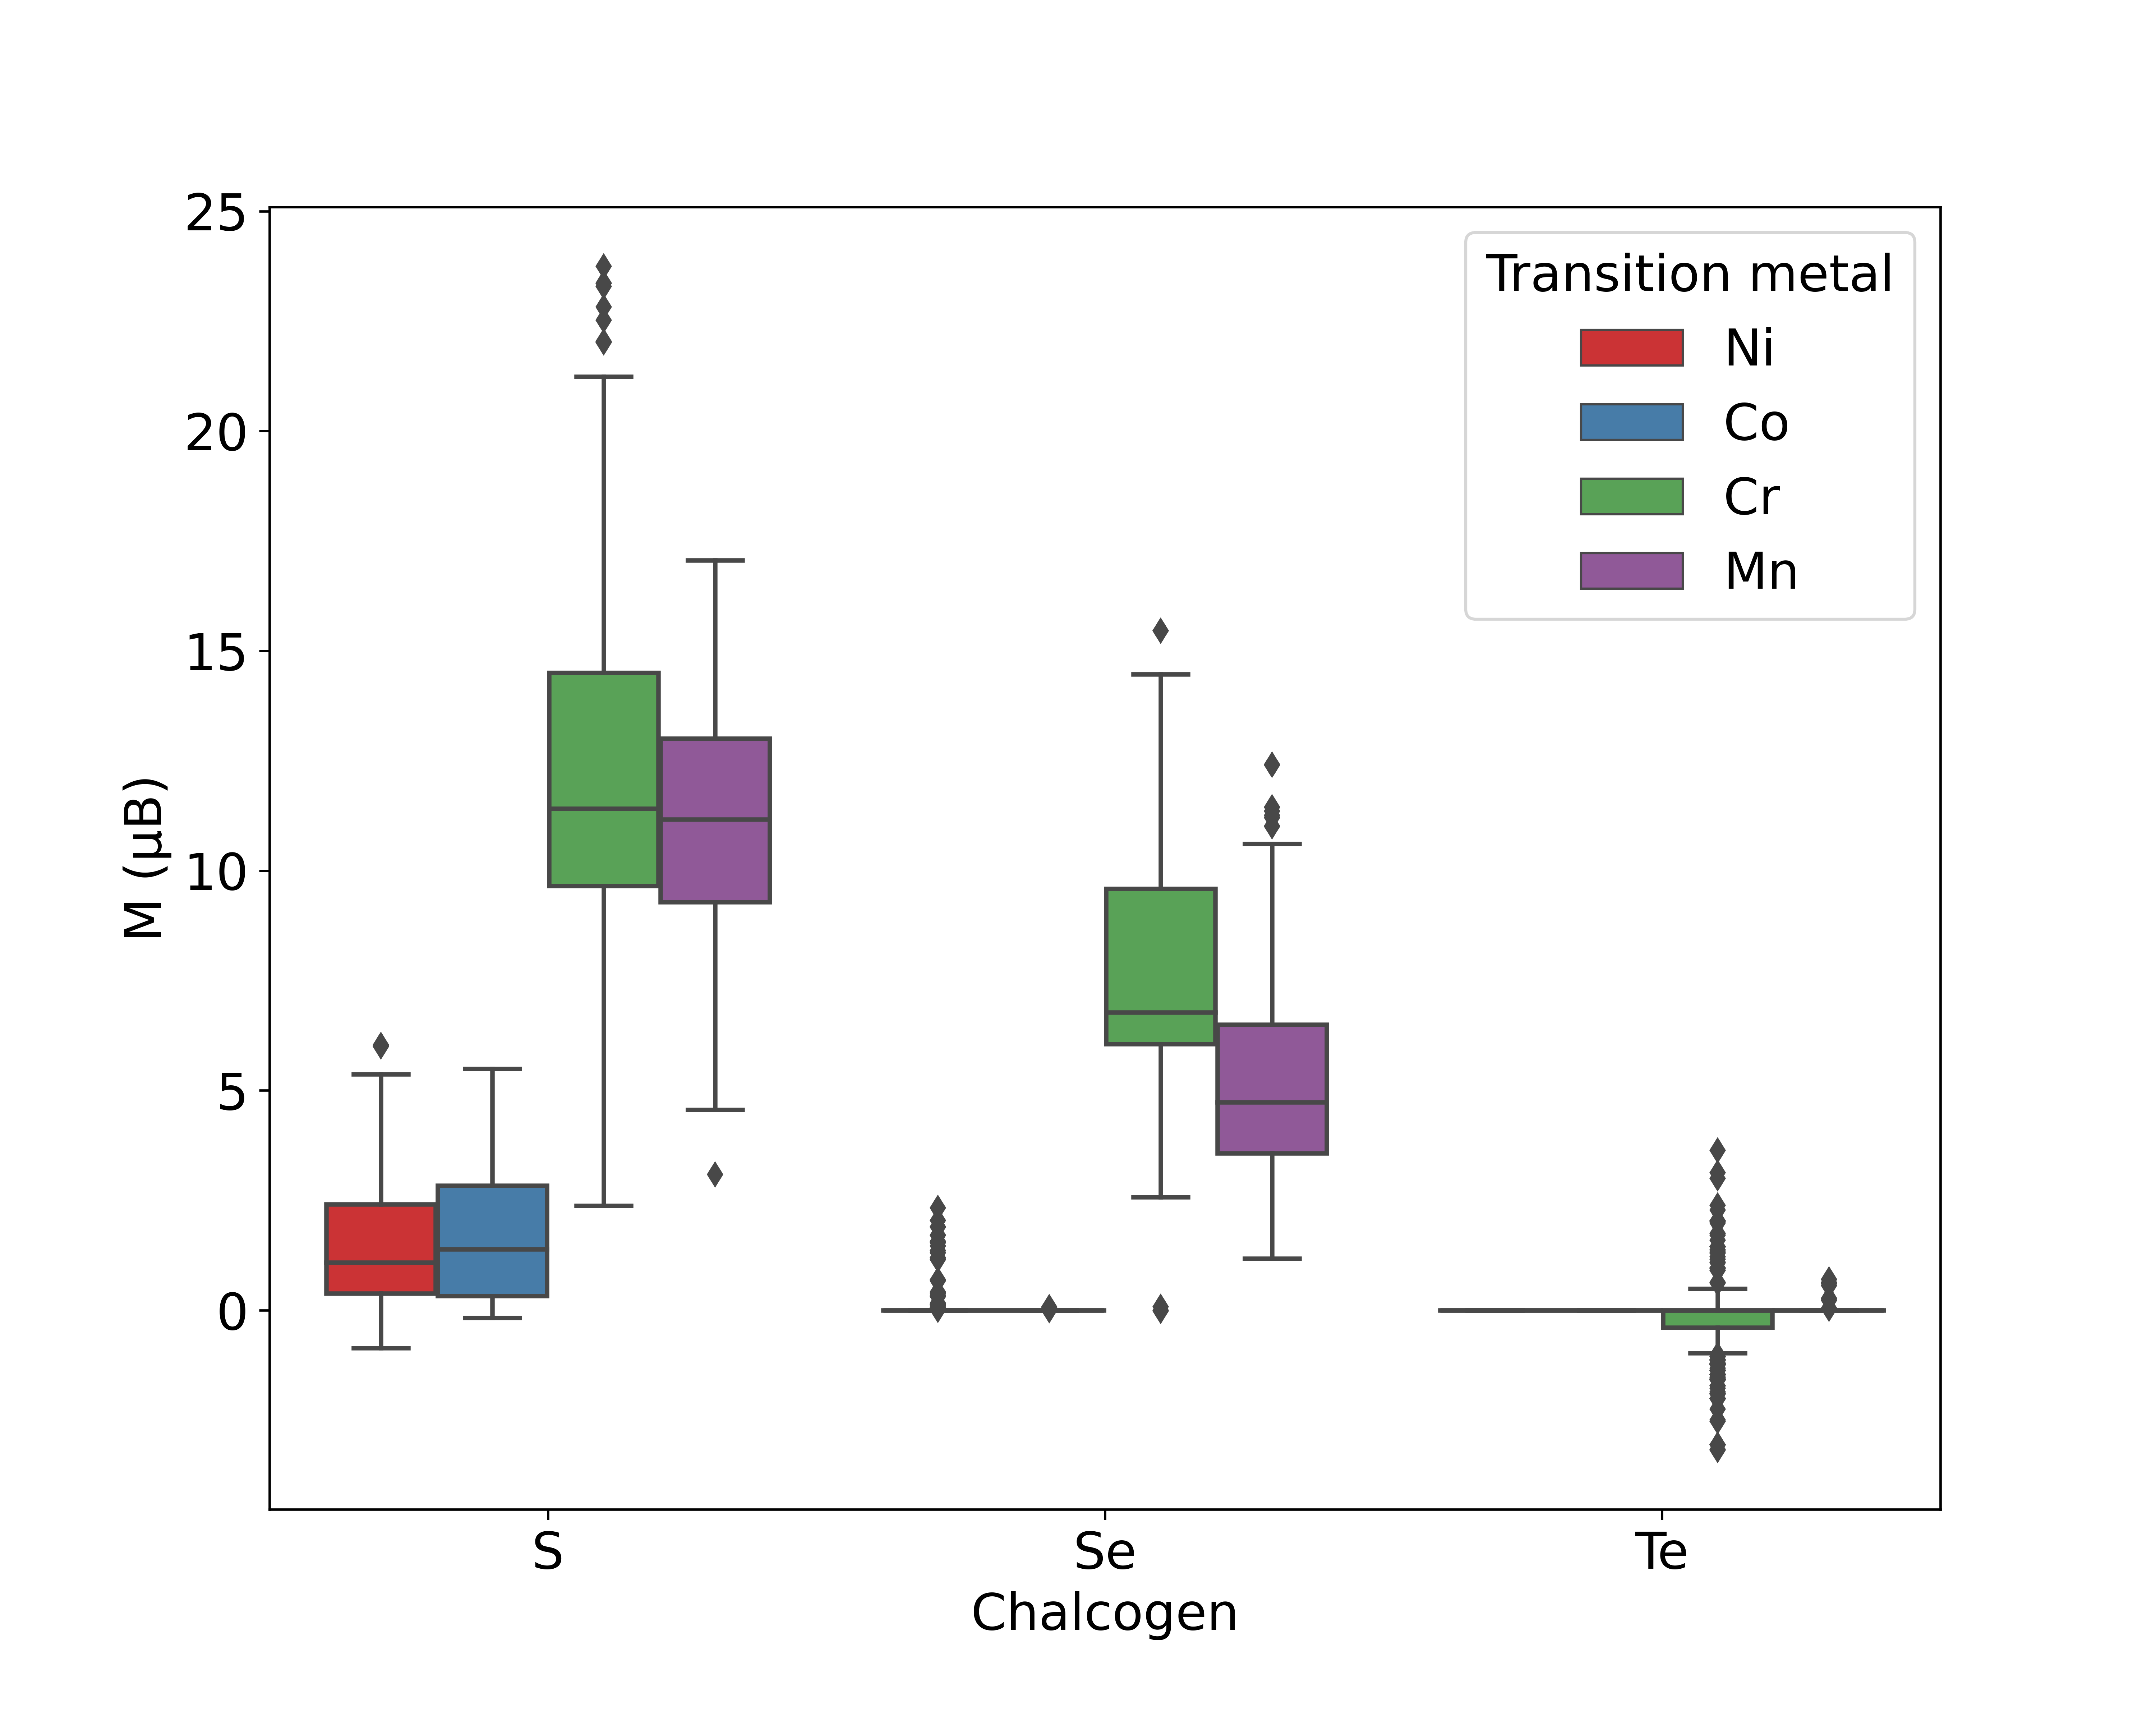 25
20
15
10
5
0
M (μB)
S
Se
Te
Chalcogen
Transition metal
Ni
Co
Cr
Mn